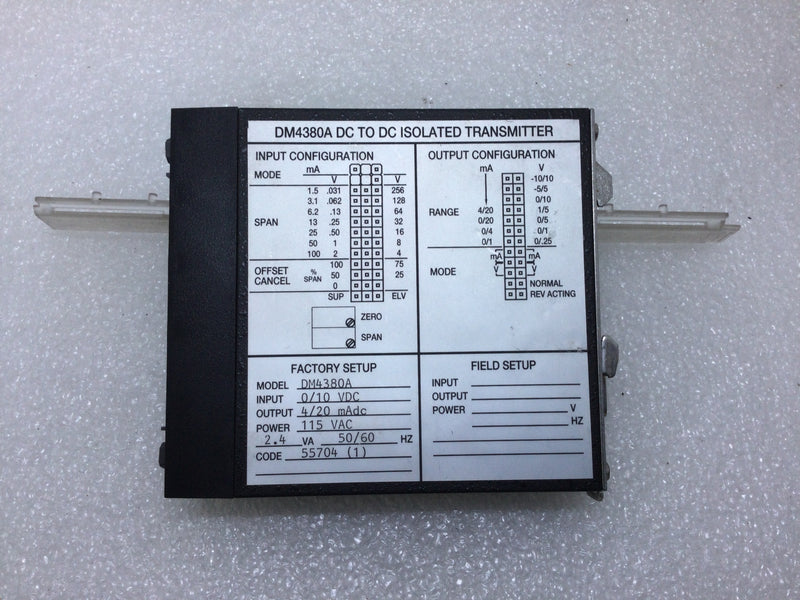 DM4380A DC TO DC ISOLATED TRANSMITTER
INPUT CONFIGURATION
mA
MODE V V
1.5 .031 256
3.1 .062 128
6.2 .13 64
SPAN 13 .25 32
25 .50 16
50 1 8
100 2 4
OFFSET CANCEL % SPAN
100 75
50 25
0
SUP ELV
ZERO
SPAN
OUTPUT CONFIGURATION
mA V
-10/10
-5/5
0/10
RANGE 4/20 1/5
0/20 0/5
0/4 0/1
0/1 0/.25
MODE mA mA
V V
NORMAL
REV ACTING
FACTORY SETUP
MODEL DM4380A
INPUT 0/10 VDC
OUTPUT 4/20 mAdc
POWER 115 VAC
2.4 VA 50/60 HZ
CODE 55704 (1)
FIELD SETUP
INPUT
OUTPUT
POWER V
HZ